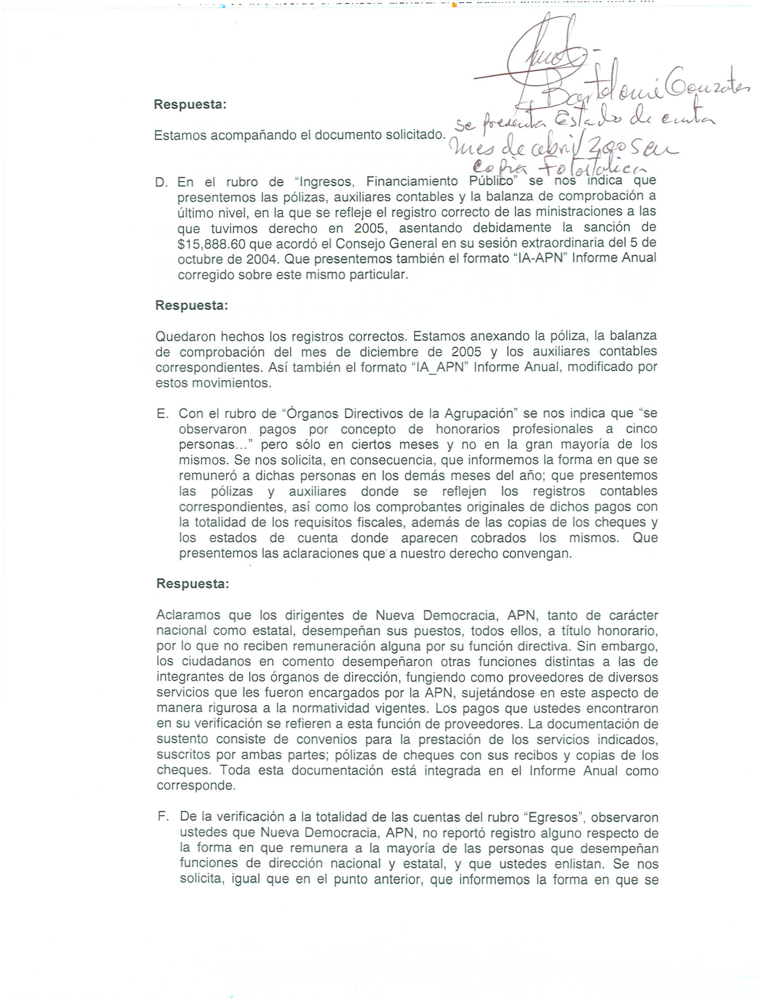 Bartolomé Gonzales
Respuesta:
se presenta Estado de cuenta
Estamos acompañando el documento solicitado.
mes de abril/2005 en
copia Fotostatica
D. En el rubro de “Ingresos, Financiamiento Público” se nos indica que
presentemos las pólizas, auxiliares contables y la balanza de comprobación a
último nivel, en la que se refleje el registro correcto de las ministraciones a las
que tuvimos derecho en 2005, asentando debidamente la sanción de
$15,888.60 que acordó el Consejo General en su sesión extraordinaria del 5 de
octubre de 2004. Que presentemos también el formato “IA-APN” Informe Anual
corregido sobre este mismo particular.
Respuesta:
Quedaron hechos los registros correctos. Estamos anexando la póliza, la balanza
de comprobación del mes de diciembre de 2005 y los auxiliares contables
correspondientes. Así también el formato “IA_APN” Informe Anual, modificado por
estos movimientos.
E. Con el rubro de “Órganos Directivos de la Agrupación” se nos indica que “se
observaron pagos por concepto de honorarios profesionales a cinco
personas...” pero sólo en ciertos meses y no en la gran mayoría de los
mismos. Se nos solicita, en consecuencia, que informemos la forma en que se
remuneró a dichas personas en los demás meses del año; que presentemos
las pólizas y auxiliares donde se reflejen los registros contables
correspondientes, así como los comprobantes originales de dichos pagos con
la totalidad de los requisitos fiscales, además de las copias de los cheques y
los estados de cuenta donde aparecen cobrados los mismos. Que
presentemos las aclaraciones que a nuestro derecho convengan.
Respuesta:
Aclaramos que los dirigentes de Nueva Democracia, APN, tanto de carácter
nacional como estatal, desempeñan sus puestos, todos ellos, a título honorario,
por lo que no reciben remuneración alguna por su función directiva. Sin embargo,
los ciudadanos en comento desempeñaron otras funciones distintas a las de
integrantes de los órganos de dirección, fungiendo como proveedores de diversos
servicios que les fueron encargados por la APN, sujetándose en este aspecto de
manera rigurosa a la normatividad vigentes. Los pagos que ustedes encontraron
en su verificación se refieren a esta función de proveedores. La documentación de
sustento consiste de convenios para la prestación de los servicios indicados,
suscritos por ambas partes; pólizas de cheques con sus recibos y copias de los
cheques. Toda esta documentación está integrada en el Informe Anual como
corresponde.
F. De la verificación a la totalidad de las cuentas del rubro “Egresos”, observaron
ustedes que Nueva Democracia, APN, no reportó registro alguno respecto de
la forma en que remunera a la mayoría de las personas que desempeñan
funciones de dirección nacional y estatal, y que ustedes enlistan. Se nos
solicita, igual que en el punto anterior, que informemos la forma en que se